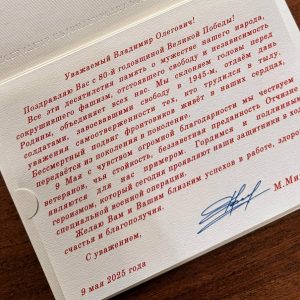 Уважаемый Владимир Олегович!
Поздравляю Вас с 80-й годовщиной Великой Победы!
Все эти десятилетия память о мужестве нашего народа,
сокрушившего фашизм, отстоявшего свободу и независимость
Родины, объединяет всех нас. Мы склоняем головы перед
солдатами, завоевавшими свободу в 1945-м, отдаём дань
уважения самоотверженности тех, кто трудился в тылу.
Бессмертный подвиг фронтовиков живёт в наших сердцах,
передаётся из поколения в поколение.
9 Мая с чувством огромной благодарности мы чествуем
ветеранов, чья стойкость, беззаветная преданность Отчизне
являются для нас примером. Гордимся подлинным
героизмом, который сегодня проявляют наши защитники в ходе
специальной военной операции.
Желаю Вам и Вашим близким успехов в работе, здоровья,
счастья и благополучия.
С уважением,
М.Ми
9 мая 2025 года